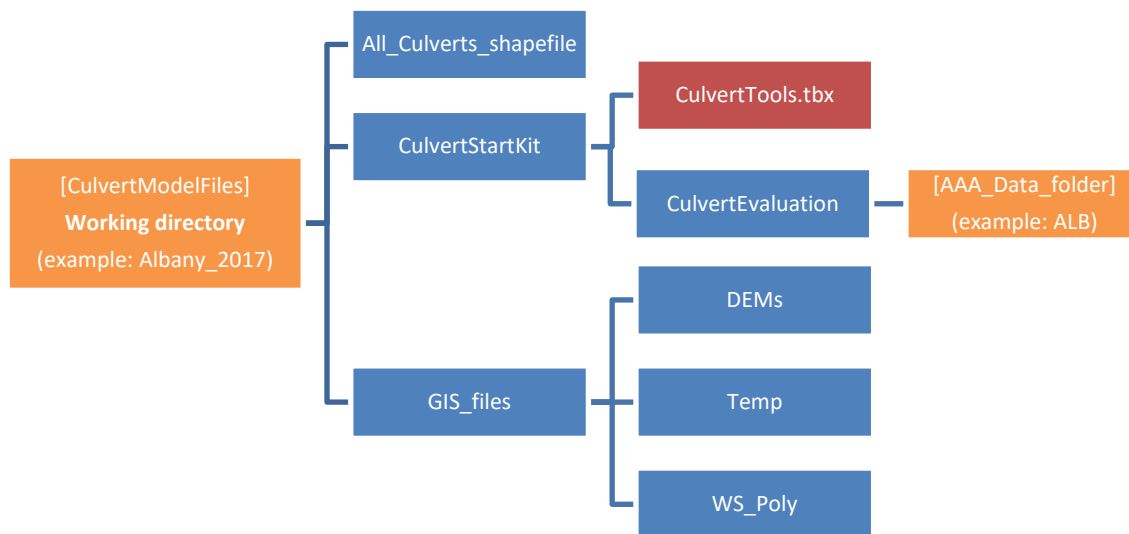 All_Culverts_shapefile
CulvertTools.tbx
CulvertStartKit
[CulvertModelFiles]
Working directory
(example: Albany_2017)
CulvertEvaluation
[AAA_Data_folder]
(example: ALB)
DEMs
GIS_files
Temp
WS_Poly